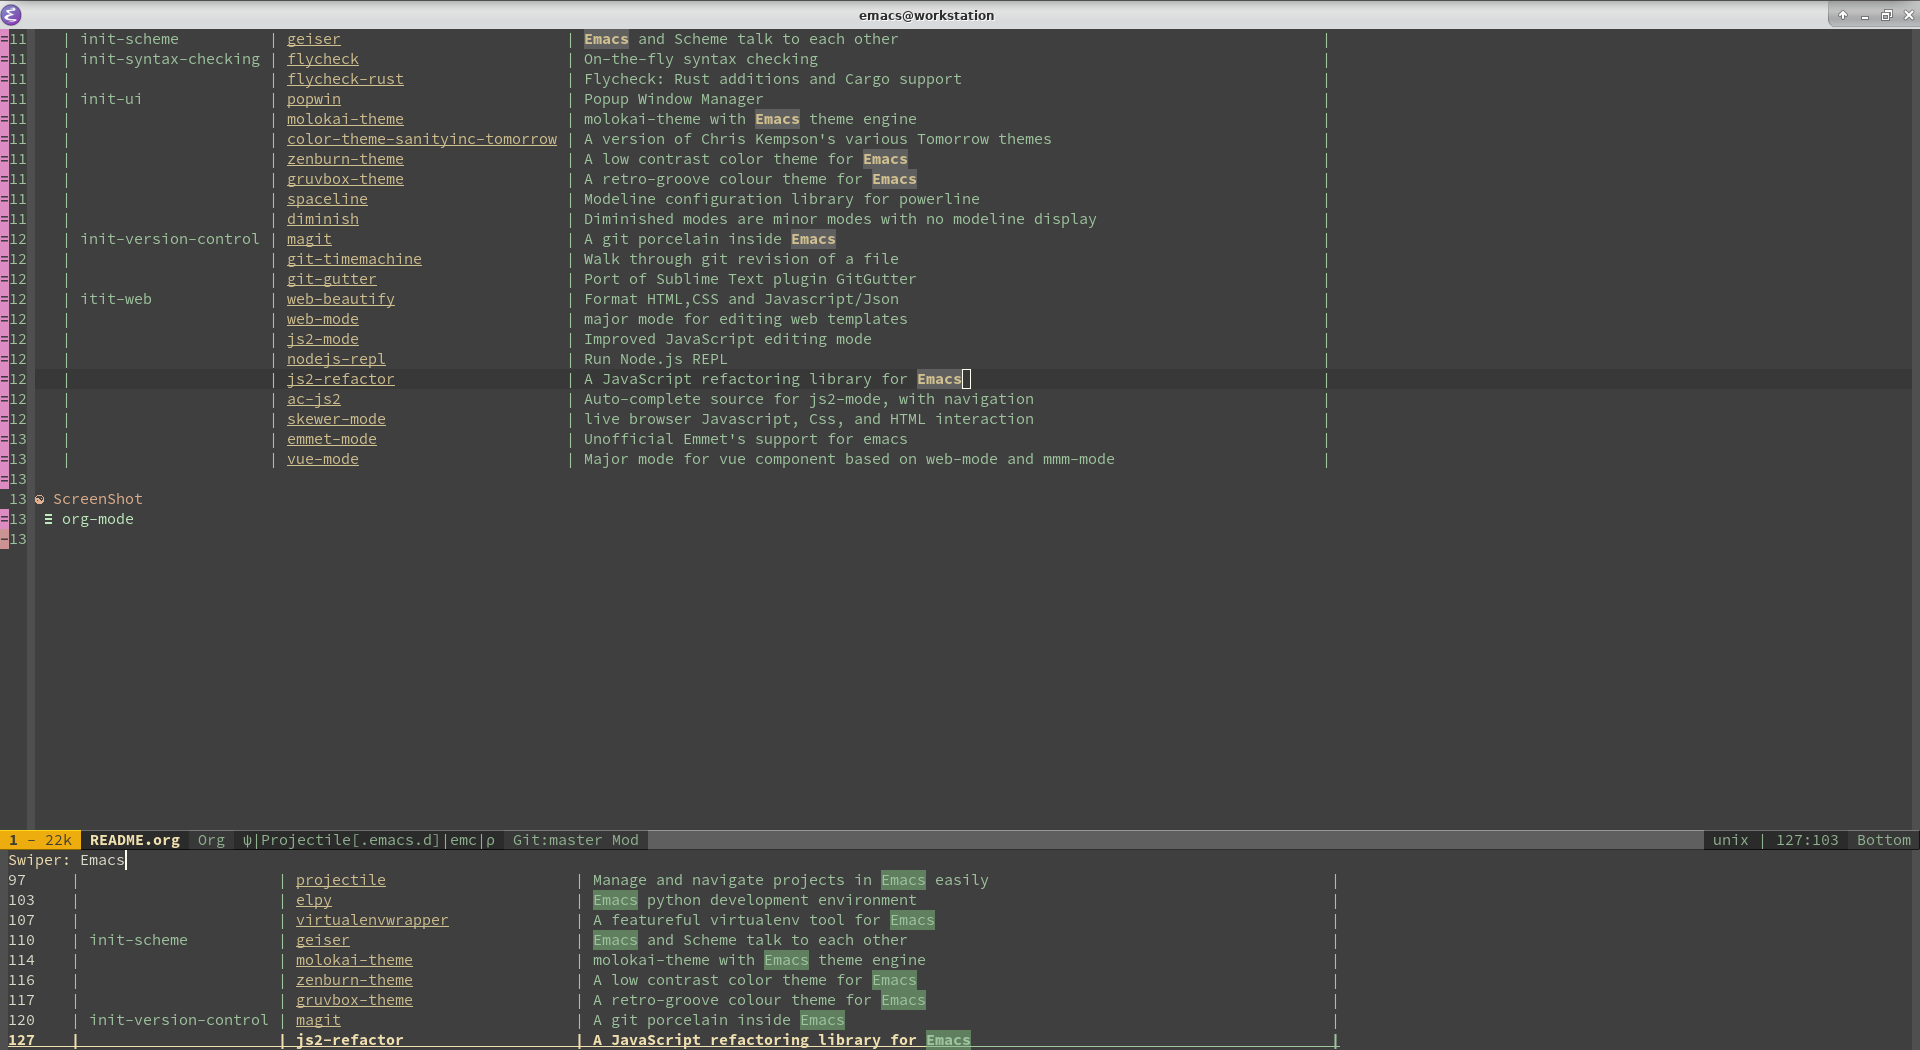 emacs@workstation
=11    | init-scheme          | geiser                         | Emacs and Scheme talk to each other                                               |
=11    | init-syntax-checking | flycheck                       | On-the-fly syntax checking                                                        |
=11    |                      | flycheck-rust                  | Flycheck: Rust additions and Cargo support                                        |
=11    | init-ui              | popwin                         | Popup Window Manager                                                              |
=11    |                      | molokai-theme                  | molokai-theme with Emacs theme engine                                             |
=11    |                      | color-theme-sanityinc-tomorrow | A version of Chris Kempson's various Tomorrow themes                              |
=11    |                      | zenburn-theme                  | A low contrast color theme for Emacs                                              |
=11    |                      | gruvbox-theme                  | A retro-groove colour theme for Emacs                                             |
=11    |                      | spaceline                      | Modeline configuration library for powerline                                      |
=11    |                      | diminish                       | Diminished modes are minor modes with no modeline display                         |
=12    | init-version-control | magit                          | A git porcelain inside Emacs                                                      |
=12    |                      | git-timemachine                | Walk through git revision of a file                                               |
=12    |                      | git-gutter                     | Port of Sublime Text plugin GitGutter                                             |
=12    | itit-web             | web-beautify                   | Format HTML,CSS and Javascript/Json                                               |
=12    |                      | web-mode                       | major mode for editing web templates                                              |
=12    |                      | js2-mode                       | Improved JavaScript editing mode                                                  |
=12    |                      | nodejs-repl                    | Run Node.js REPL                                                                  |
=12    |                      | js2-refactor                   | A JavaScript refactoring library for Emacs                                        |
=12    |                      | ac-js2                         | Auto-complete source for js2-mode, with navigation                                |
=12    |                      | skewer-mode                    | live browser Javascript, Css, and HTML interaction                                |
=13    |                      | emmet-mode                     | Unofficial Emmet's support for emacs                                              |
=13    |                      | vue-mode                       | Major mode for vue component based on web-mode and mmm-mode                       |
=13
13 ☯ ScreenShot
=13 ☰ org-mode
-13
1 - 22k README.org Org ψ|Projectile[.emacs.d]|emc|ρ Git:master Mod unix | 127:103 Bottom
Swiper: Emacs
97     |                      | projectile                     | Manage and navigate projects in Emacs easily                                      |
103    |                      | elpy                           | Emacs python development environment                                              |
107    |                      | virtualenvwrapper              | A featureful virtualenv tool for Emacs                                            |
110    | init-scheme          | geiser                         | Emacs and Scheme talk to each other                                               |
114    |                      | molokai-theme                  | molokai-theme with Emacs theme engine                                             |
116    |                      | zenburn-theme                  | A low contrast color theme for Emacs                                              |
117    |                      | gruvbox-theme                  | A retro-groove colour theme for Emacs                                             |
120    | init-version-control | magit                          | A git porcelain inside Emacs                                                      |
127    |                      | js2-refactor                   | A JavaScript refactoring library for Emacs                                        |